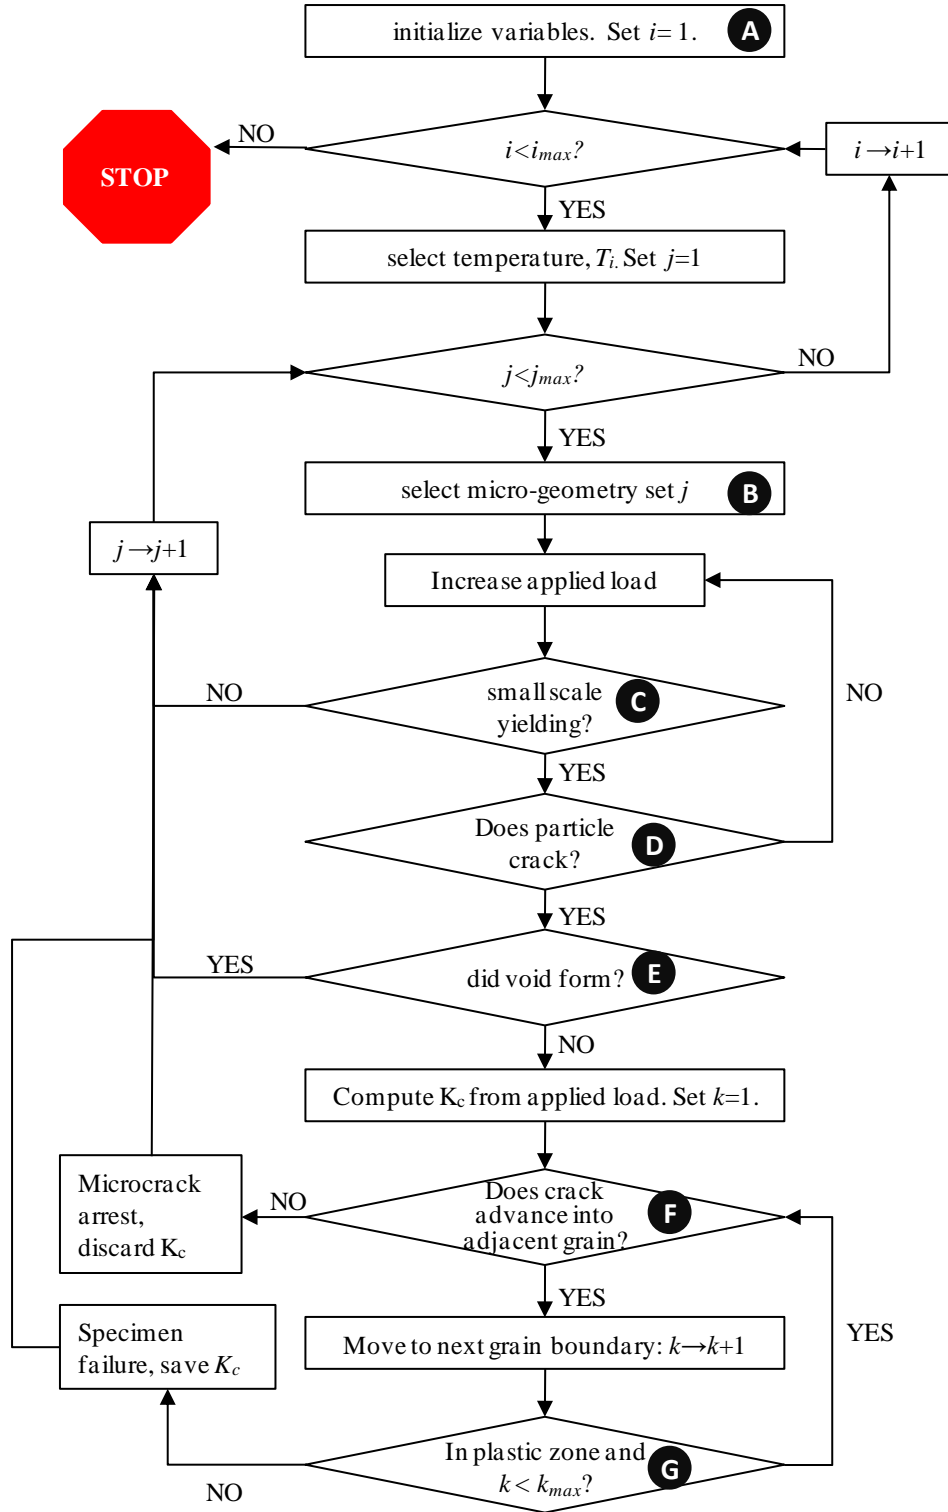 initialize variables. Set i= 1. A
NO
i<imax?
i→i+1
STOP
YES
select temperature, Ti. Set j=1
NO
j<jmax?
YES
select micro-geometry set j B
j→j+1
Increase applied load
NO
NO
small scale C
yielding?
YES
Does particle
crack? D
YES
YES
did void form? E
NO
Compute Kc from applied load. Set k=1.
Microcrack
arrest,
discard Kc
NO
Does crack
advance into F
adjacent grain?
YES
Specimen
failure, save Kc
Move to next grain boundary: k→k+1
YES
In plastic zone and
k < kmax? G
NO